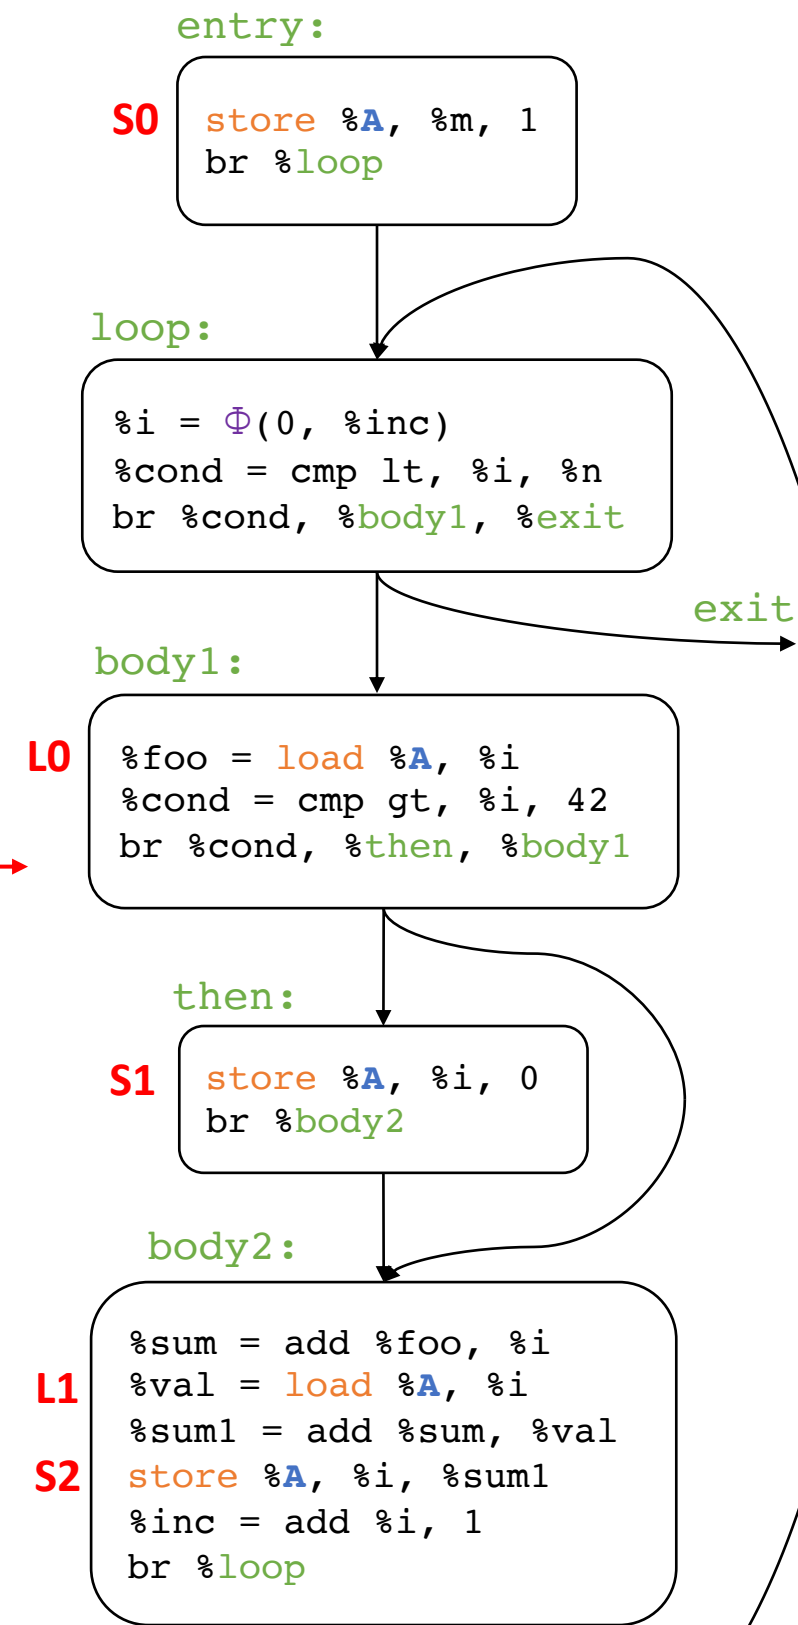 entry:
S0
store %A, %m, 1
br %loop
loop:
%i = Φ(0, %inc)
%cond = cmp lt, %i, %n
br %cond, %body1, %exit
exit
body1:
L0
%foo = load %A, %i
%cond = cmp gt, %i, 42
br %cond, %then, %body1
then:
S1
store %A, %i, 0
br %body2
body2:
%sum = add %foo, %i
L1
%val = load %A, %i
%sum1 = add %sum, %val
S2
store %A, %i, %sum1
%inc = add %i, 1
br %loop